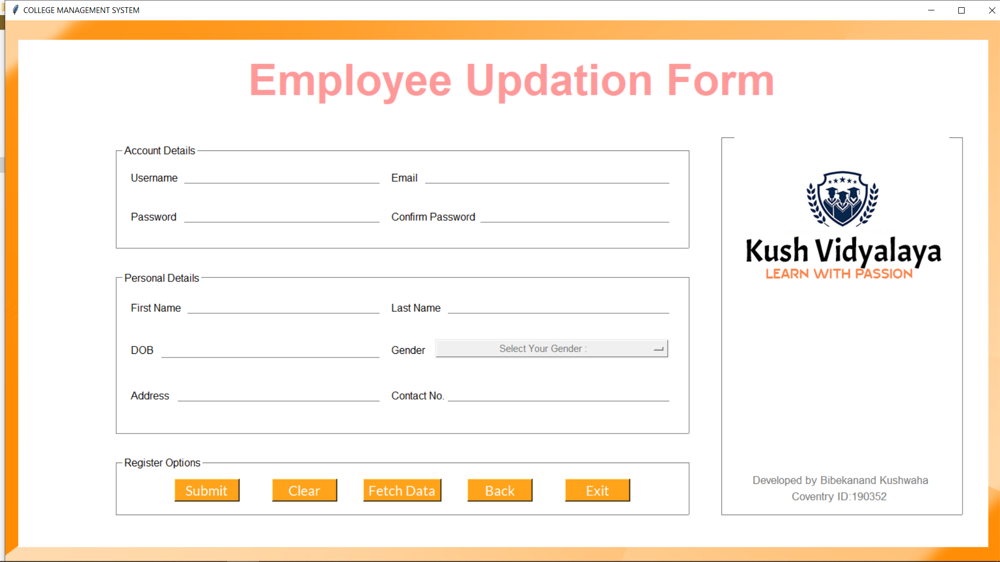 COLLEGE MANAGEMENT SYSTEM
Employee Updation Form
Account Details
Username
Email
Password
Confirm Password
Personal Details
First Name
Last Name
DOB
Gender
Select Your Gender :
Address
Contact No.
Register Options
Submit
Clear
Fetch Data
Back
Exit
Kush Vidyalaya
LEARN WITH PASSION
Developed by Bibekanand Kushwaha
Coventry ID:190352